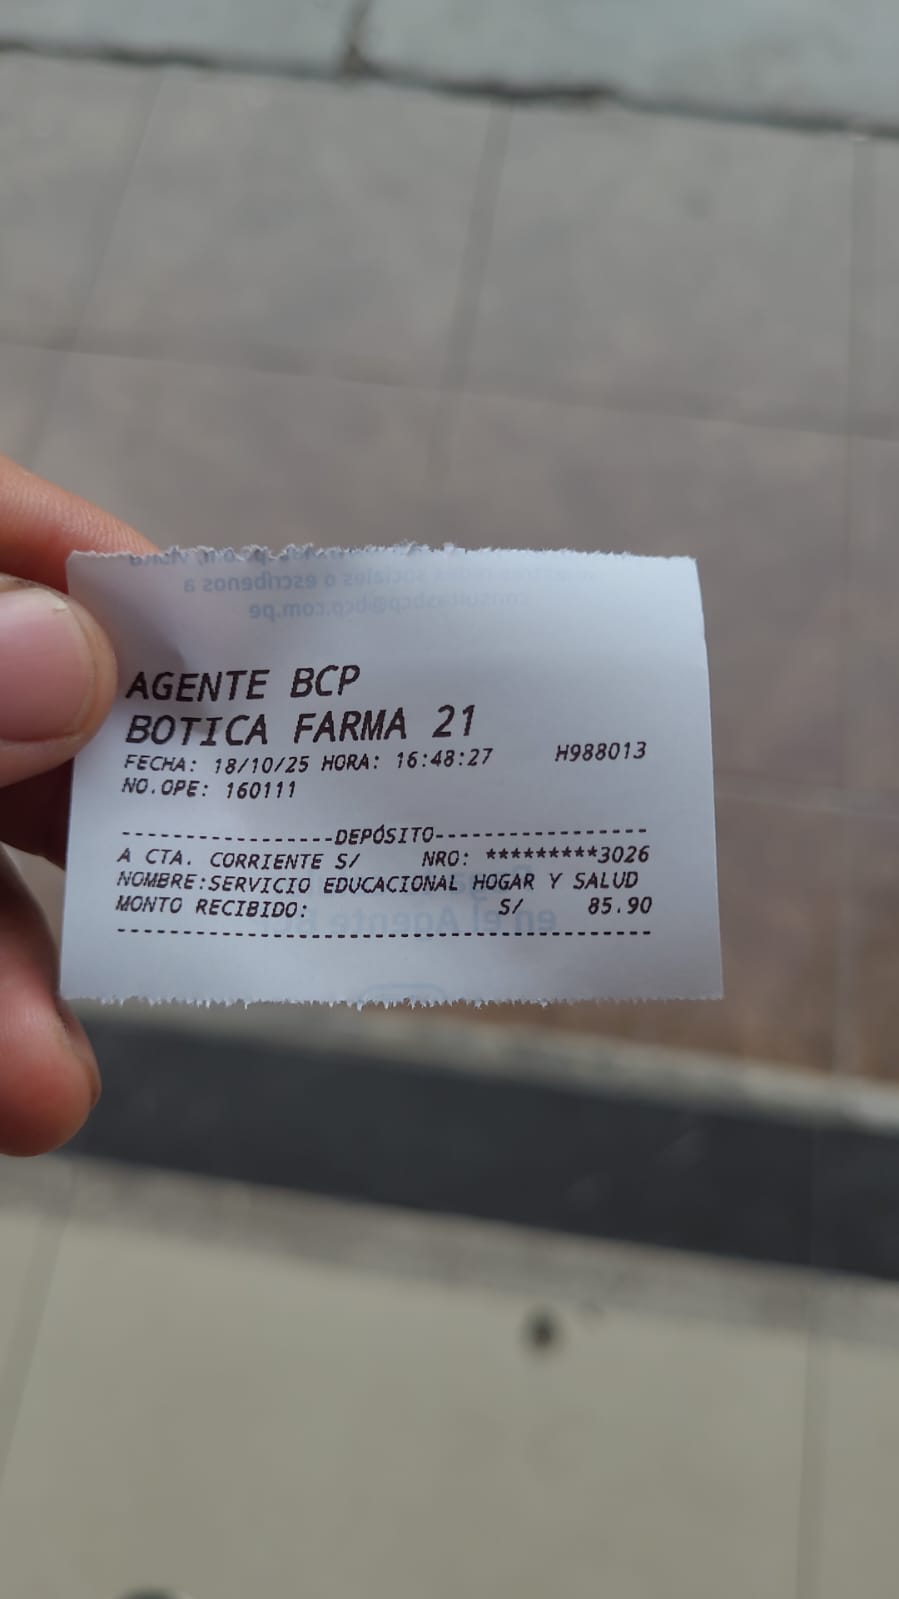 AGENTE BCP
BOTICA FARMA 21
FECHA: 18/10/25 HORA: 16:48:27 H988013
NO.OPE: 160111
-----------------DEPÓSITO-----------------
A CTA. CORRIENTE S/ NRO: *********3026
NOMBRE:SERVICIO EDUCACIONAL HOGAR Y SALUD
MONTO RECIBIDO: S/ 85.90
------------------------------------------